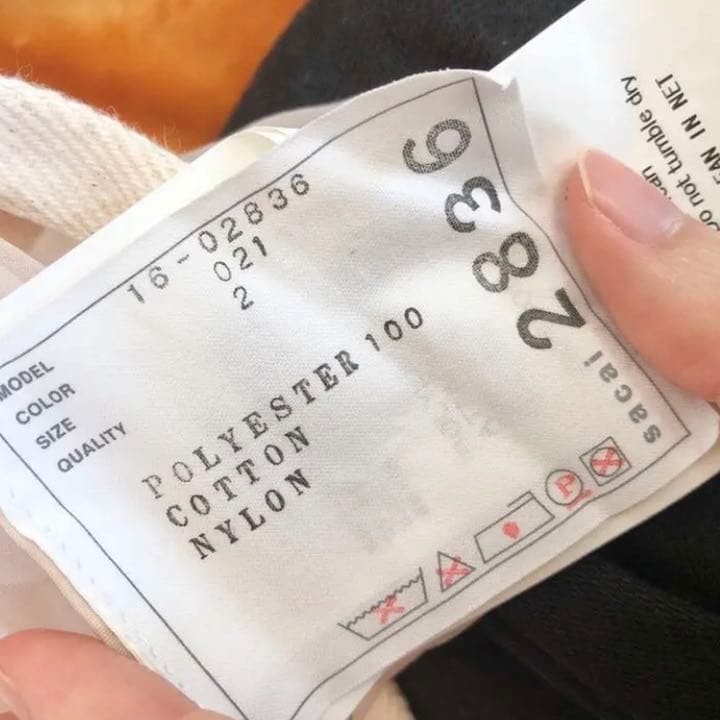 MODEL 16-02836
COLOR 021
SIZE 2
QUALITY
POLYESTER 100
COTTON
NYLON
2836
sacai
P
Do not tumble dry
IN NET